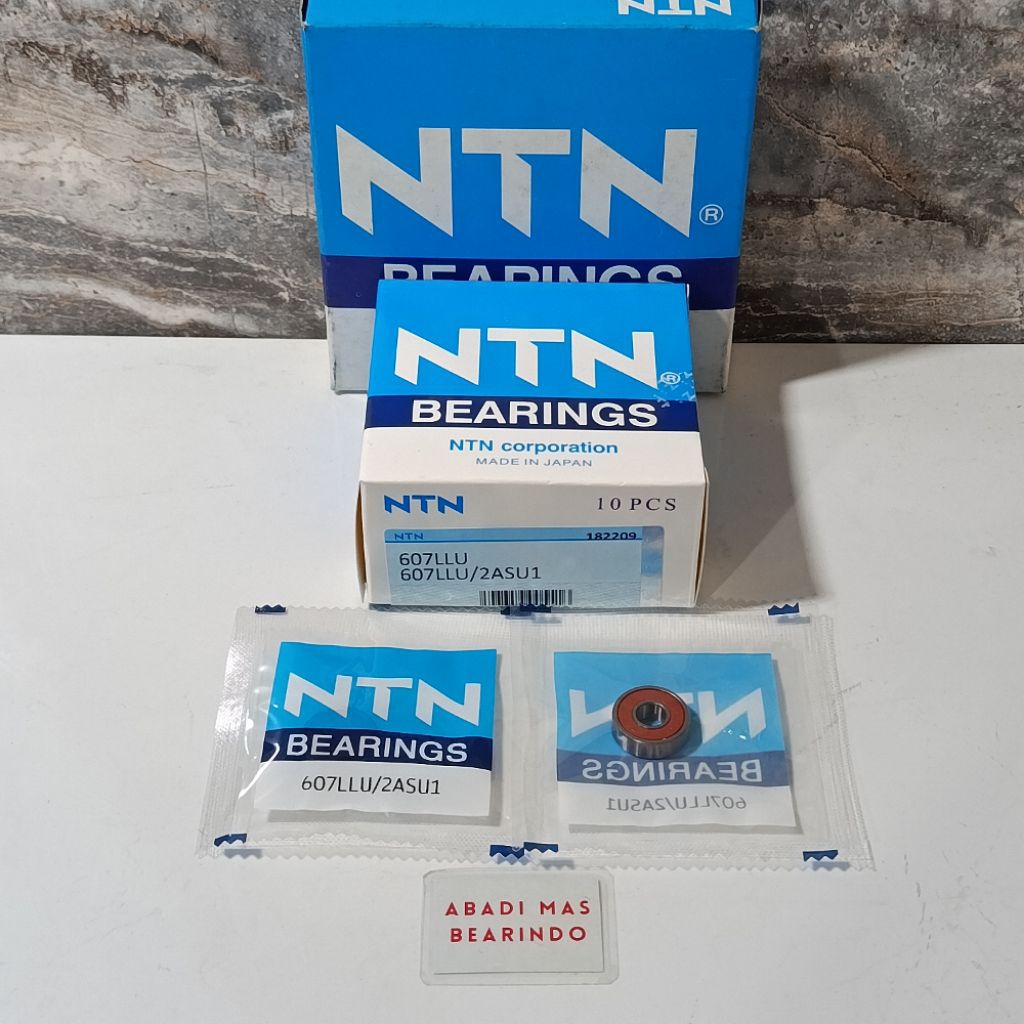 NTN
NTN®
BEARINGS
NTN®
BEARINGS
NTN corporation
MADE IN JAPAN
NTN
10 PCS
NTN
182209
607LLU
607LLU/2ASU1
NTN
BEARINGS
607LLU/2ASU1
NTN
BEARINGS
607LLU/2ASU1
ABADI MAS
BEARINDO